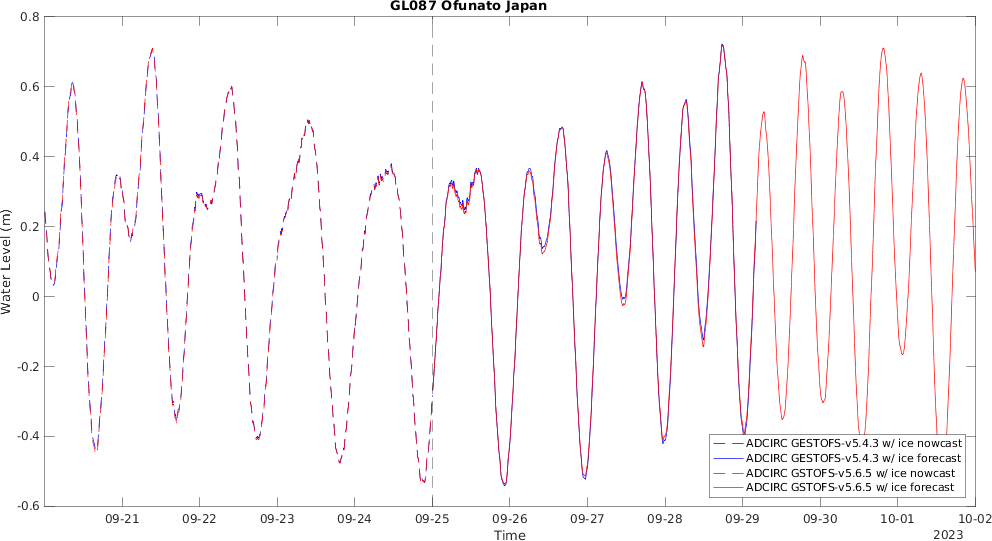 GL087 Ofunato Japan
0.8
0.6
0.4
0.2
0
-0.2
-0.4
-0.6
Water Level (m)
ADCIRC GESTOFS-v5.4.3 w/ ice nowcast
ADCIRC GESTOFS-v5.4.3 w/ ice forecast
ADCIRC GSTOFS-v5.6.5 w/ ice nowcast
ADCIRC GSTOFS-v5.6.5 w/ ice forecast
09-21 09-22 09-23 09-24 09-25 09-26 09-27 09-28 09-29 09-30 10-01 10-02
Time
2023